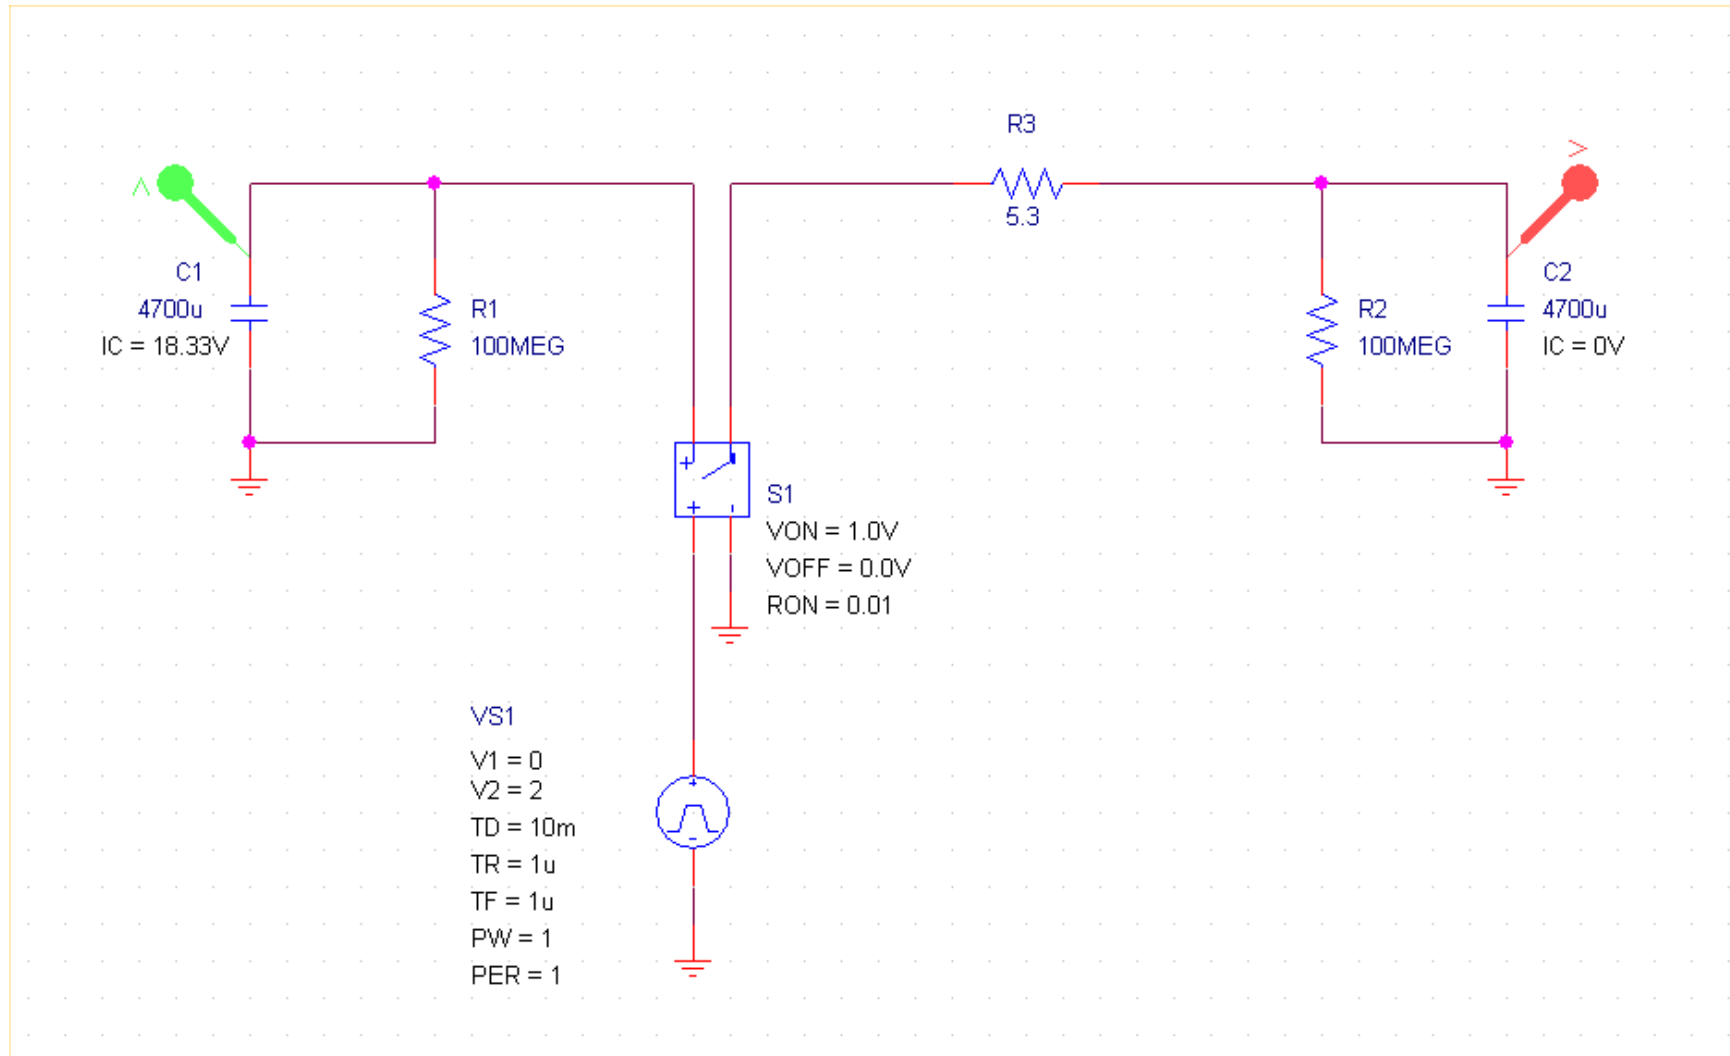 R3
5.3
C1
4700u
IC = 18.33V
R1
100MEG
R2
100MEG
C2
4700u
IC = 0V
S1
VON = 1.0V
VOFF = 0.0V
RON = 0.01
VS1
V1 = 0
V2 = 2
TD = 10m
TR = 1u
TF = 1u
PW = 1
PER = 1